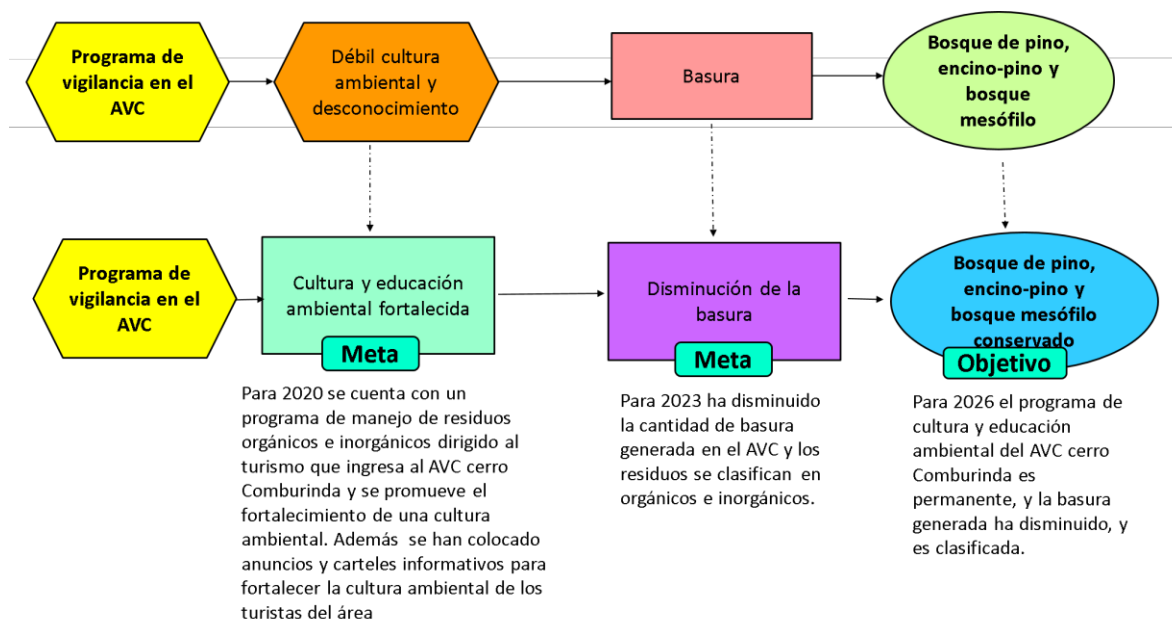 Programa de
vigilancia en el
AVC
Débil cultura
ambiental y
desconocimiento
Basura
Bosque de pino,
encino-pino y
bosque
mesófilo
Programa de
vigilancia en el
AVC
Cultura y educación
ambiental fortalecida
Meta
Disminución de la
basura
Meta
Bosque de pino,
encino-pino y
bosque mesófilo
conservado
Objetivo
Para 2020 se cuenta con un
programa de manejo de residuos
orgánicos e inorgánicos dirigido al
turismo que ingresa al AVC cerro
Comburinda y se promueve el
fortalecimiento de una cultura
ambiental. Además se han colocado
anuncios y carteles informativos para
fortalecer la cultura ambiental de los
turistas del área
Para 2023 ha disminuido
la cantidad de basura
generada en el AVC y los
residuos se clasifican en
orgánicos e inorgánicos.
Para 2026 el programa de
cultura y educación
ambiental del AVC cerro
Comburinda es
permanente, y la basura
generada ha disminuido, y
es clasificada.